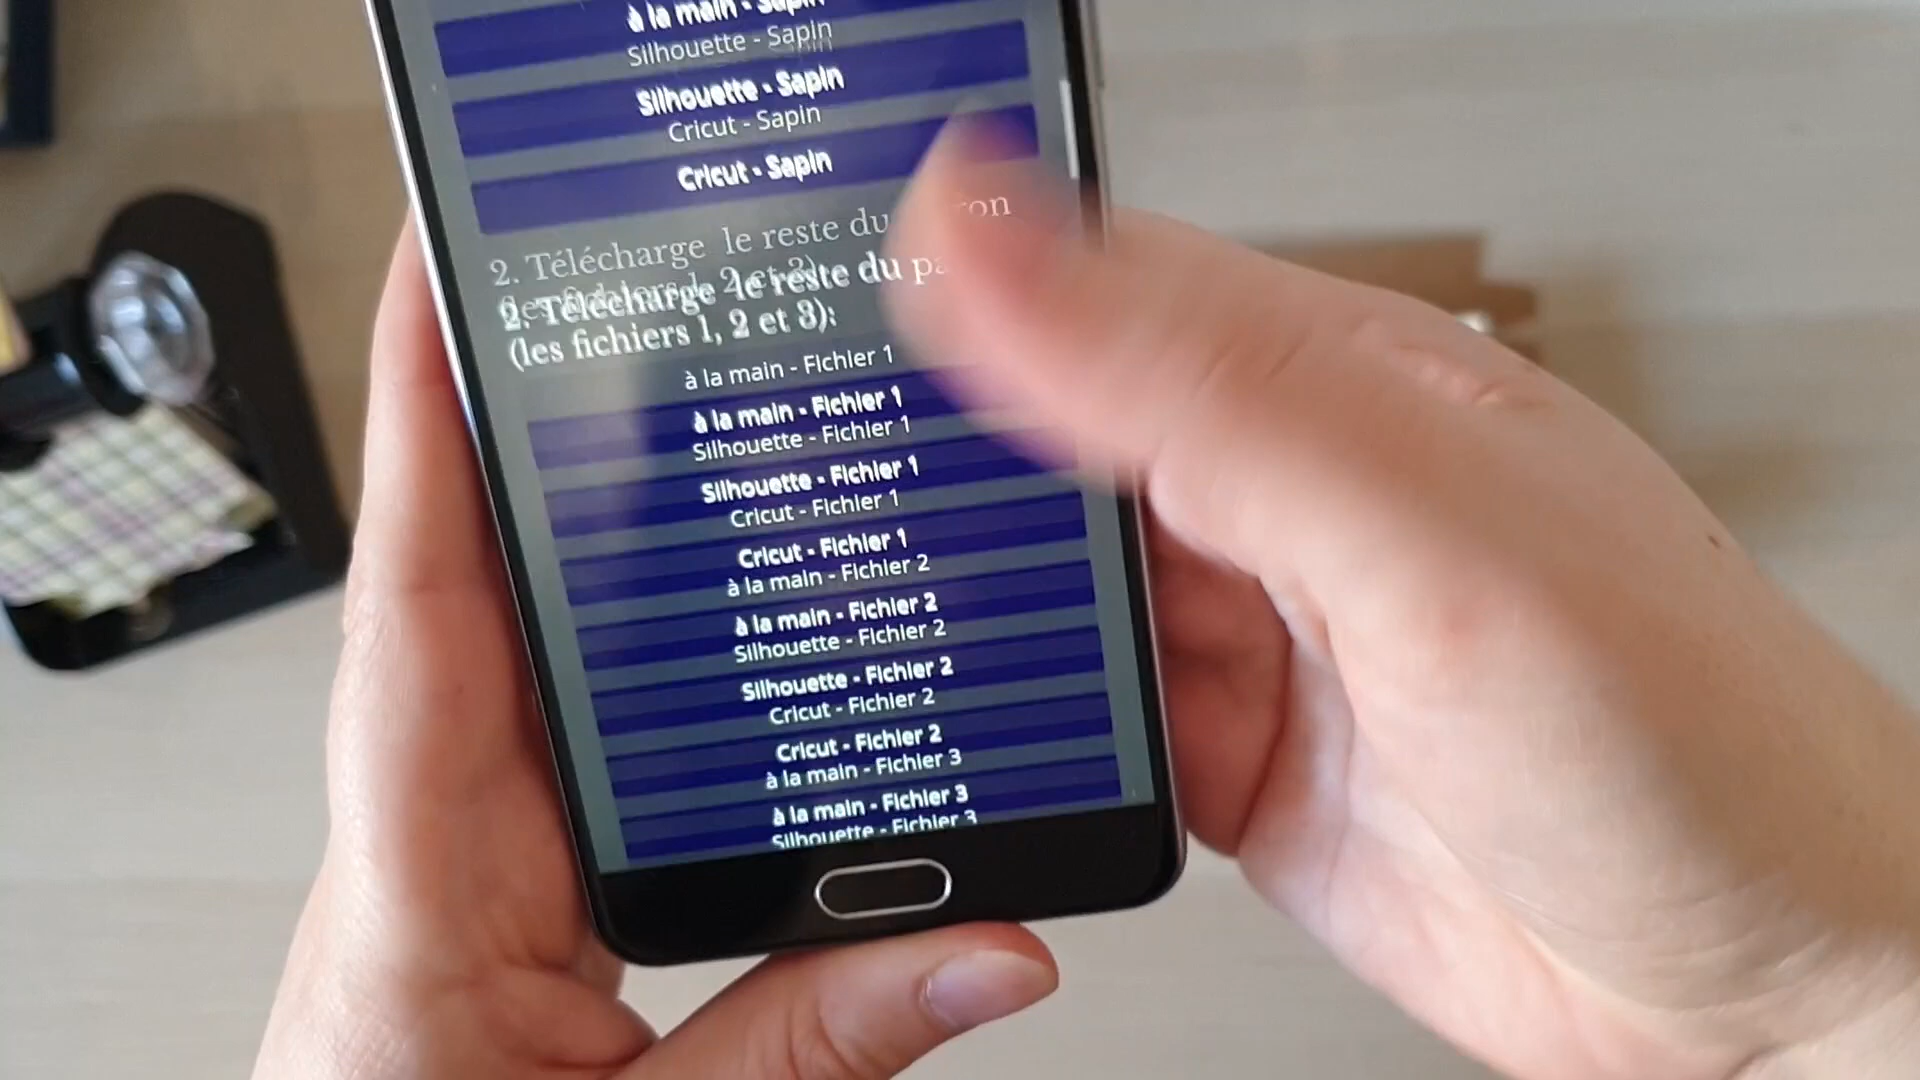 à la main - Sapin
Silhouette - Sapin
Silhouette - Sapin
Cricut - Sapin
Cricut - Sapin
2. Télécharge le reste du
2. Télécharge le reste du
(les fichiers 1, 2 et 3):
à la main - Fichier 1
à la main - Fichier 1
Silhouette - Fichier 1
Silhouette - Fichier 1
Cricut - Fichier 1
Cricut - Fichier 1
à la main - Fichier 2
à la main - Fichier 2
Silhouette - Fichier 2
Silhouette - Fichier 2
Cricut - Fichier 2
Cricut - Fichier 2
à la main - Fichier 3
à la main - Fichier 3
Silhouette - Fichier 3